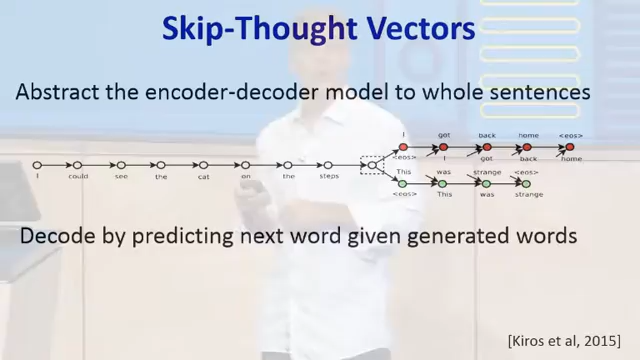 Skip-Thought Vectors
Abstract the encoder-decoder model to whole sentences
I got back home <eos>
<eos> I got back home
I could see the cat on the steps
This was strange <eos>
<eos> This was strange
Decode by predicting next word given generated words
[Kiros et al, 2015]